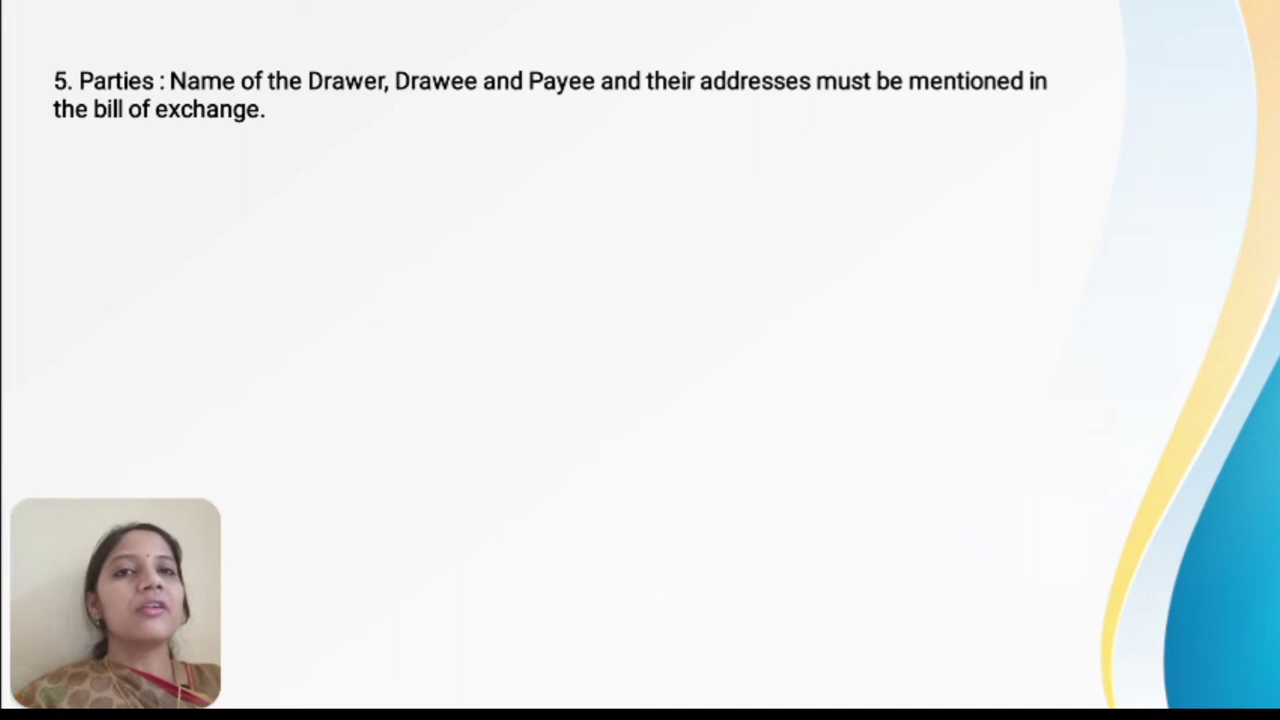 5. Parties : Name of the Drawer, Drawee and Payee and their addresses must be mentioned in
the bill of exchange.